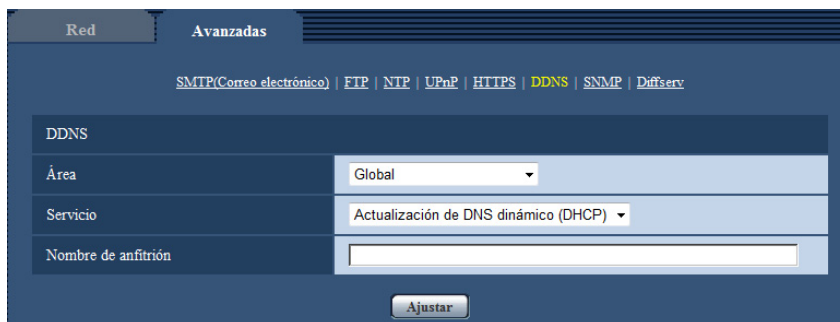 Red Avanzadas
SMTP(Correo electrónico) | FTP | NTP | UPnP | HTTPS | DDNS | SNMP | Diffserv
DDNS
Área Global
Servicio Actualización de DNS dinámico (DHCP)
Nombre de anfitrión
Ajustar